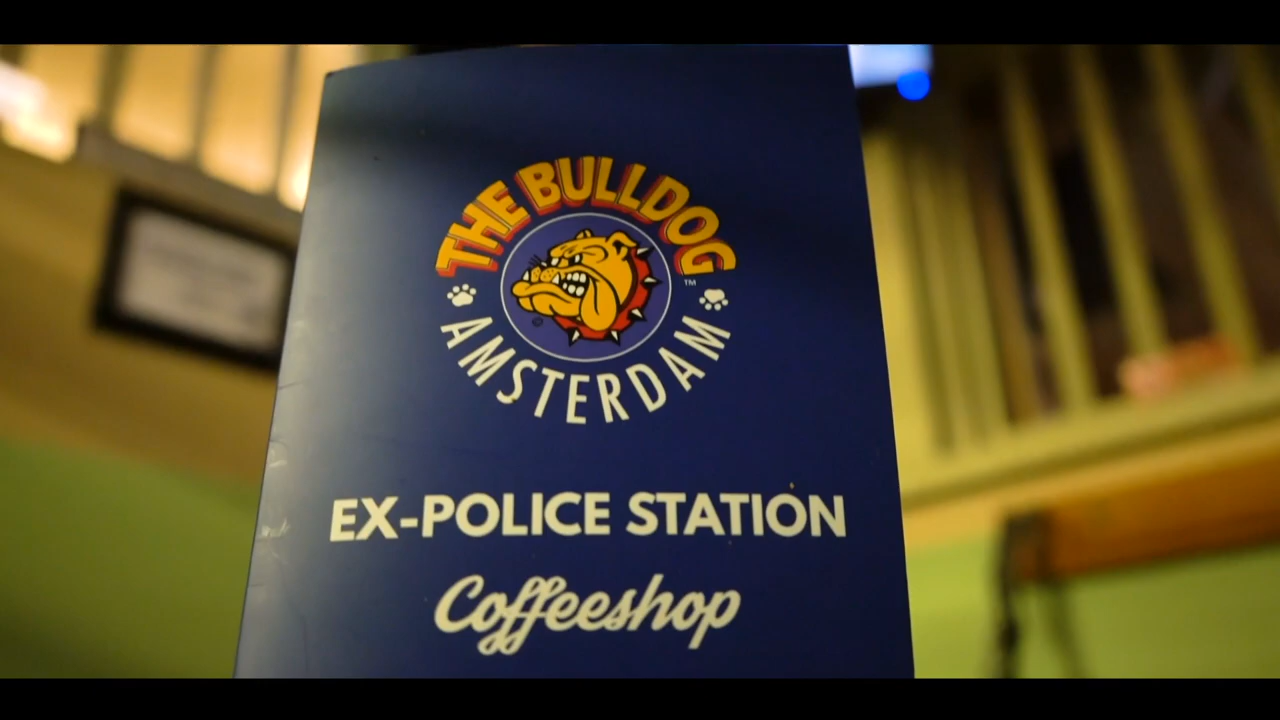 THE BULLDOG
™
©
AMSTERDAM
EX-POLICE STATION
Coffeeshop